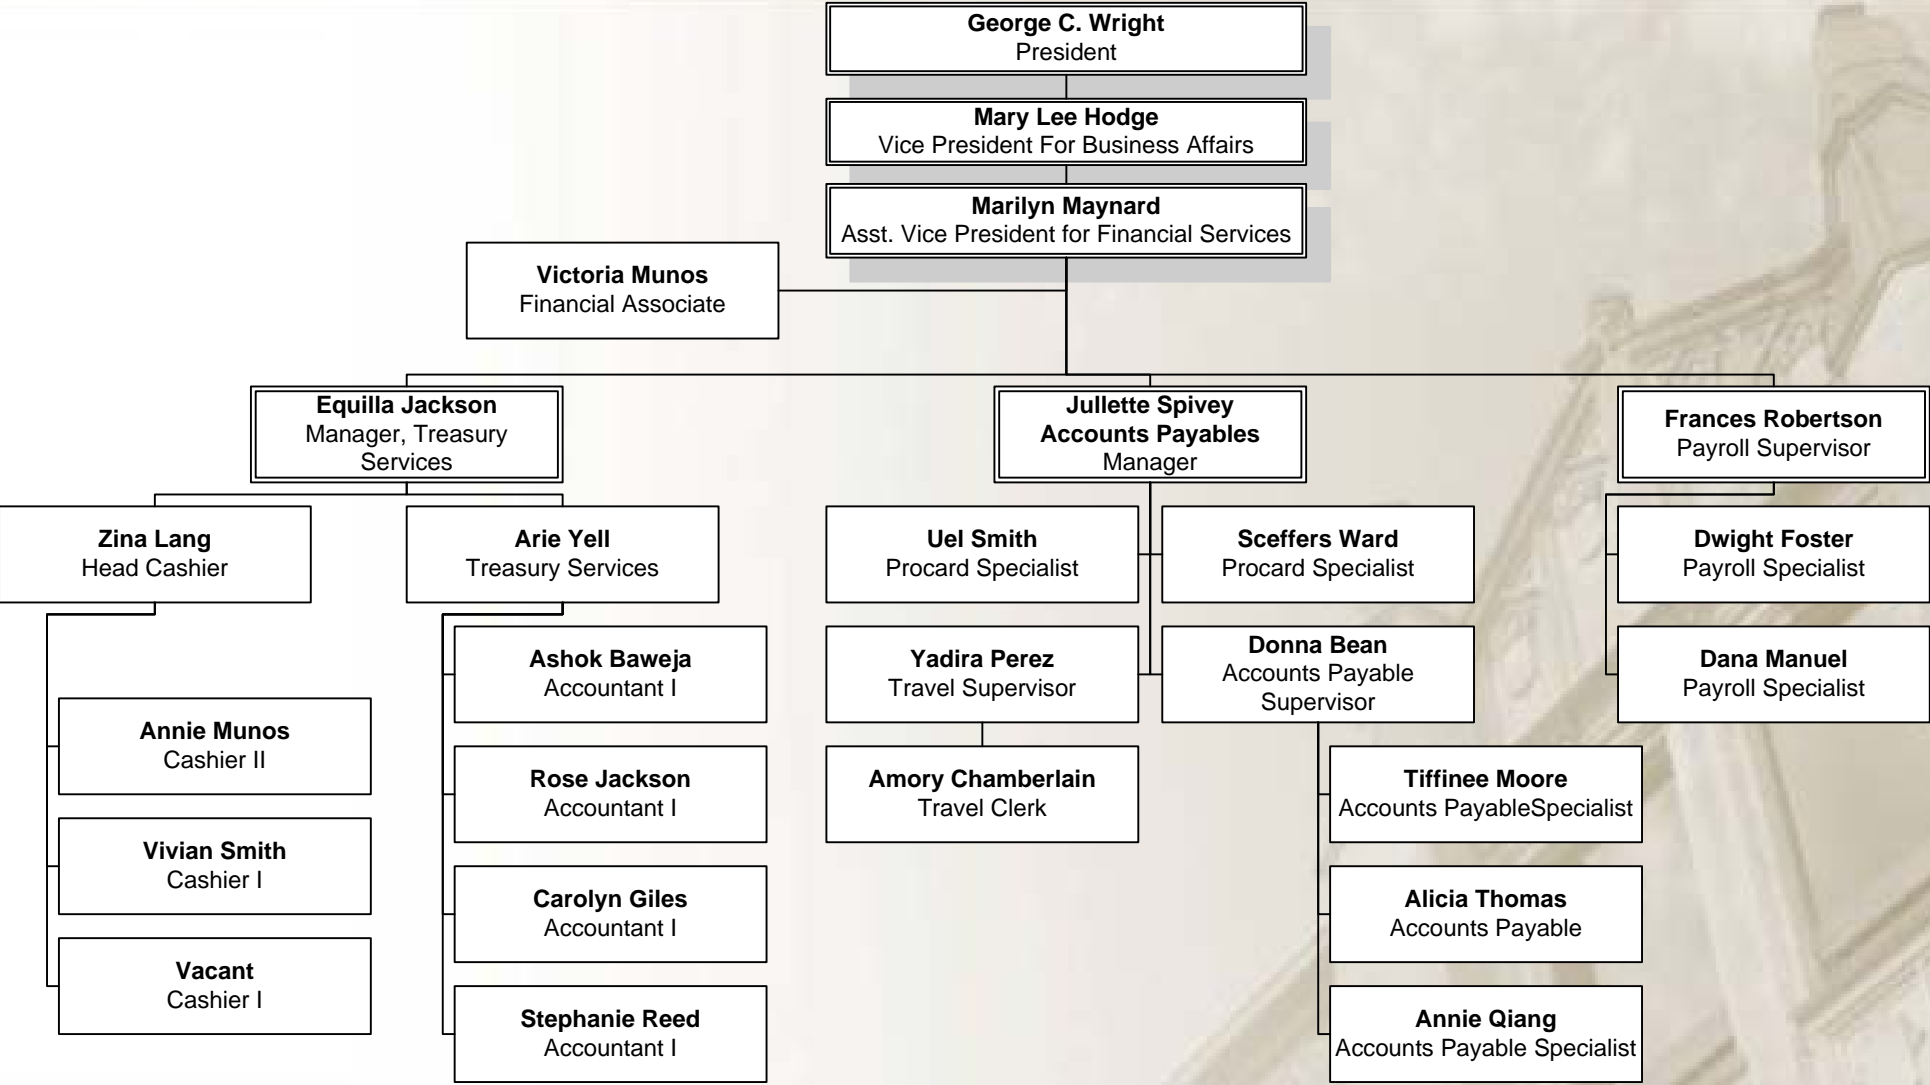 George C. Wright
President
Mary Lee Hodge
Vice President For Business Affairs
Marilyn Maynard
Asst. Vice President for Financial Services
Victoria Munos
Financial Associate
Equilla Jackson
Manager, Treasury
Services
Jullette Spivey
Accounts Payables
Manager
Frances Robertson
Payroll Supervisor
Zina Lang
Head Cashier
Arie Yell
Treasury Services
Uel Smith
Procard Specialist
Sceffers Ward
Procard Specialist
Dwight Foster
Payroll Specialist
Ashok Baweja
Accountant I
Yadira Perez
Travel Supervisor
Donna Bean
Accounts Payable
Supervisor
Dana Manuel
Payroll Specialist
Annie Munos
Cashier II
Rose Jackson
Accountant I
Amory Chamberlain
Travel Clerk
Tiffinee Moore
Accounts PayableSpecialist
Vivian Smith
Cashier I
Carolyn Giles
Accountant I
Alicia Thomas
Accounts Payable
Vacant
Cashier I
Stephanie Reed
Accountant I
Annie Qiang
Accounts Payable Specialist